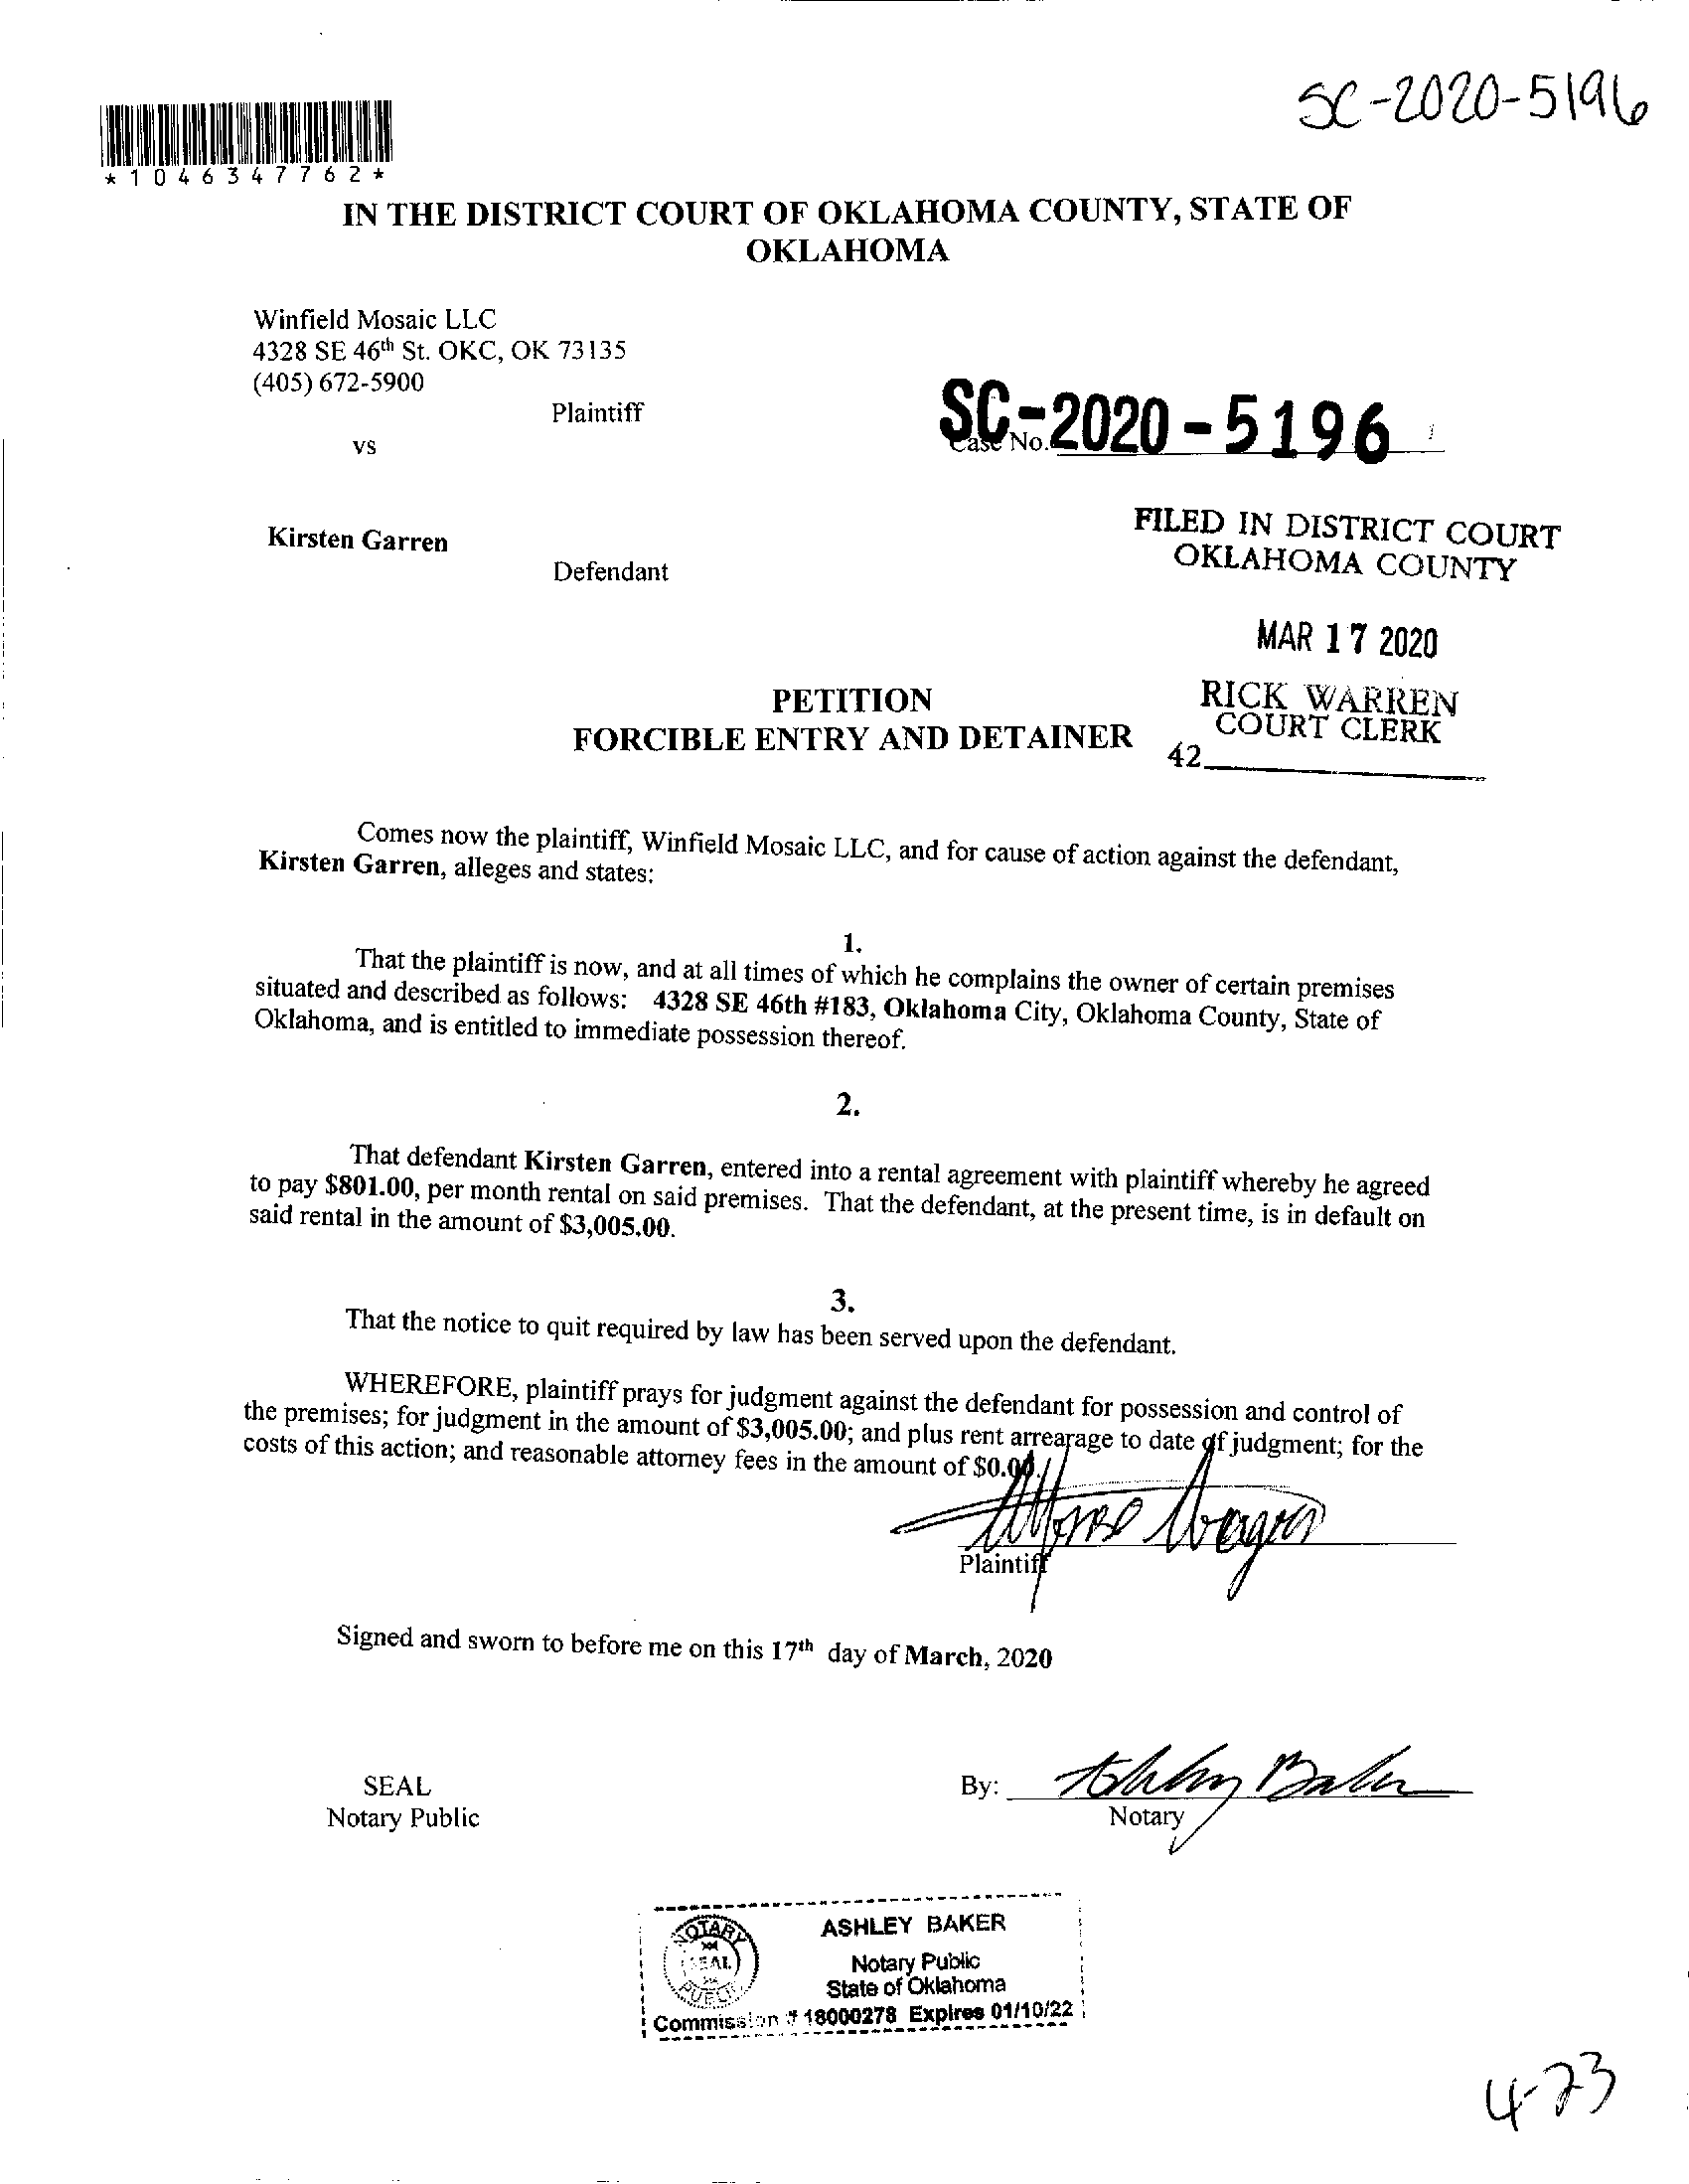 SC-2020-5196
*1046347762*
IN THE DISTRICT COURT OF OKLAHOMA COUNTY, STATE OF
OKLAHOMA
Winfield Mosaic LLC
4328 SE 46th St. OKC, OK 73135
(405) 672-5900
Plaintiff
vs
Case No. SC-2020-5196
Kirsten Garren
Defendant
FILED IN DISTRICT COURT
OKLAHOMA COUNTY
MAR 17 2020
RICK WARREN
COURT CLERK
42
PETITION
FORCIBLE ENTRY AND DETAINER
Comes now the plaintiff, Winfield Mosaic LLC, and for cause of action against the defendant,
Kirsten Garren, alleges and states:
1.
That the plaintiff is now, and at all times of which he complains the owner of certain premises
situated and described as follows: 4328 SE 46th #183, Oklahoma City, Oklahoma County, State of
Oklahoma, and is entitled to immediate possession thereof.
2.
That defendant Kirsten Garren, entered into a rental agreement with plaintiff whereby he agreed
to pay $801.00, per month rental on said premises. That the defendant, at the present time, is in default on
said rental in the amount of $3,005.00.
3.
That the notice to quit required by law has been served upon the defendant.
WHEREFORE, plaintiff prays for judgment against the defendant for possession and control of
the premises; for judgment in the amount of $3,005.00; and plus rent arrearage to date of judgment; for the
costs of this action; and reasonable attorney fees in the amount of $0.00.
Plaintiff
Signed and sworn to before me on this 17th day of March, 2020
SEAL
Notary Public
By: Ashley Baker
Notary
NOTARY
SEAL
PUBLIC
ASHLEY BAKER
Notary Public
State of Oklahoma
Commission # 18000278 Expires 01/10/22
4-23